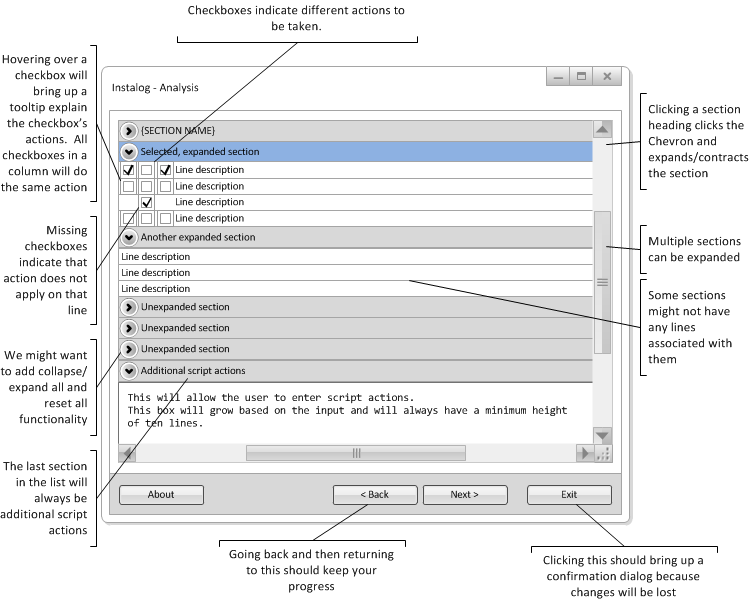 Checkboxes indicate different actions to
be taken.
Hovering over a
checkbox will
bring up a
tooltip explain
the checkbox's
actions. All
checkboxes in a
column will do
the same action
Missing
checkboxes
indicate that
action does not
apply on that
line
We might want
to add collapse/
expand all and
reset all
functionality
The last section
in the list will
always be
additional script
actions
Instalog - Analysis
{SECTION NAME}
Selected, expanded section
Line description
Line description
Line description
Line description
Another expanded section
Line description
Line description
Line description
Unexpanded section
Unexpanded section
Unexpanded section
Additional script actions
This will allow the user to enter script actions.
This box will grow based on the input and will always have a minimum height
of ten lines.
About
< Back
Next >
Exit
Clicking a section
heading clicks the
Chevron and
expands/contracts
the section
Multiple sections
can be expanded
Some sections
might not have
any lines
associated with
them
Going back and then returning
to this should keep your
progress
Clicking this should bring up a
confirmation dialog because
changes will be lost